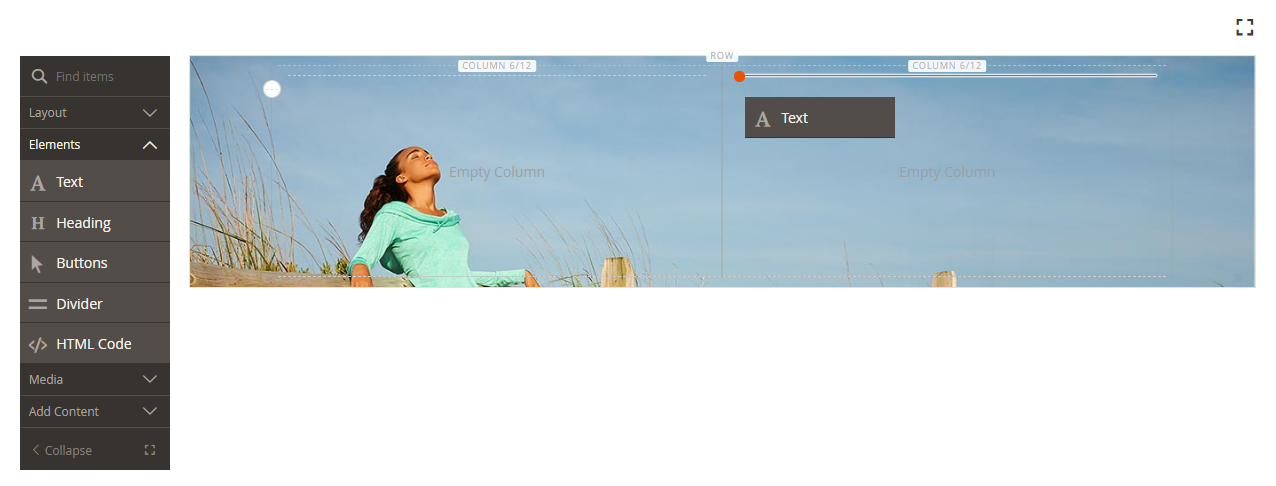 Find items
Layout
Elements
Text
Heading
Buttons
Divider
HTML Code
Media
Add Content
Collapse
ROW
COLUMN 6/12
COLUMN 6/12
Text
Empty Column
Empty Column